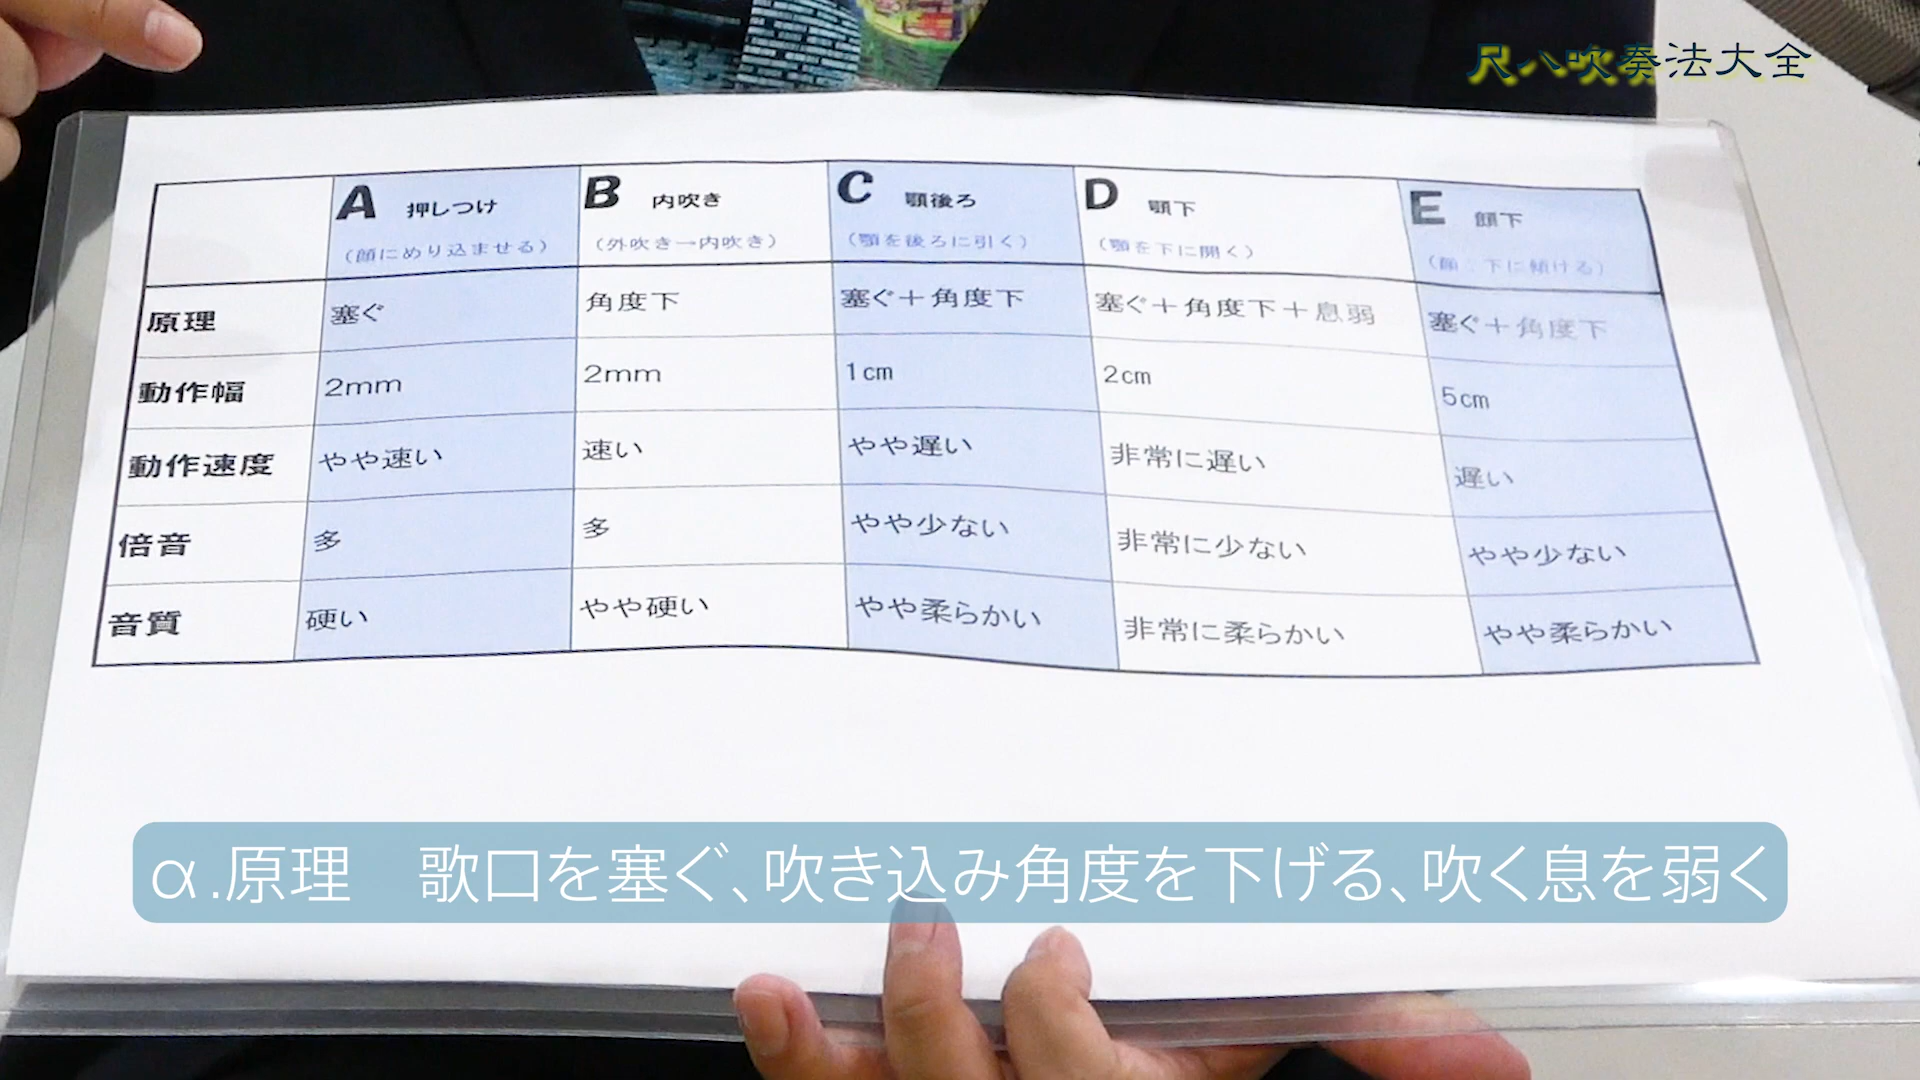 尺八吹奏法大全
A 押しつけ
（顔にめり込ませる）
B 内吹き
（外吹き→内吹き）
C 顎後ろ
（顎を後ろに引く）
D 顎下
（顎を下に開く）
E 顔下
下に傾ける）
原理 塞ぐ 角度下 塞ぐ＋角度下 塞ぐ＋角度下＋息弱 塞ぐ＋角度下
動作幅 2mm 2mm 1cm 2cm 5cm
動作速度 やや速い 速い やや遅い 非常に遅い 遅い
倍音 多 多 やや少ない 非常に少ない やや少ない
音質 硬い やや硬い やや柔らかい 非常に柔らかい やや柔らかい
α.原理　歌口を塞ぐ、吹き込み角度を下げる、吹く息を弱く